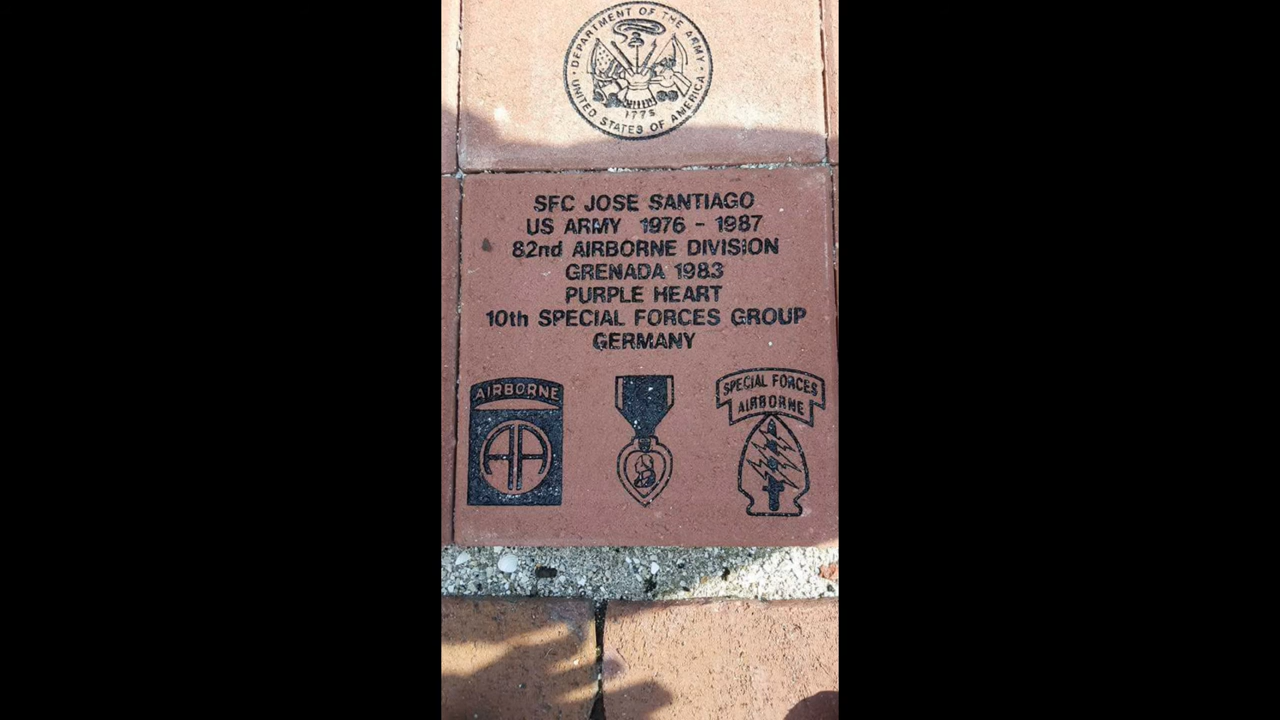 DEPARTMENT OF THE ARMY
UNITED STATES OF AMERICA
1775
SFC JOSE SANTIAGO
US ARMY 1976 - 1987
82nd AIRBORNE DIVISION
GRENADA 1983
PURPLE HEART
10th SPECIAL FORCES GROUP
GERMANY
AIRBORNE
AA
SPECIAL FORCES
AIRBORNE